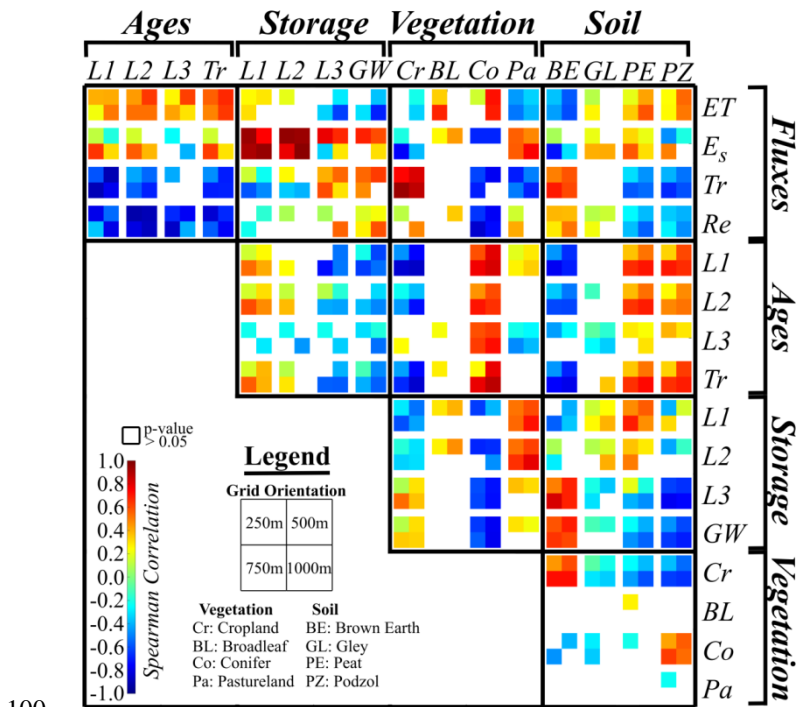 Ages Storage Vegetation Soil
L1 L2 L3 Tr L1 L2 L3 GW Cr BL Co Pa BE GL PE PZ
ET
Es
Tr
Re
Fluxes
L1
L2
L3
Tr
Ages
L1
L2
L3
GW
Storage
Cr
BL
Co
Pa
Vegetation
p-value
> 0.05
1.0
0.8
0.6
0.4
0.2
0.0
-0.2
-0.4
-0.6
-0.8
-1.0
Spearman Correlation
Legend
Grid Orientation
250m 500m
750m 1000m
Vegetation Soil
Cr: Cropland BE: Brown Earth
BL: Broadleaf GL: Gley
Co: Conifer PE: Peat
Pa: Pastureland PZ: Podzol
100